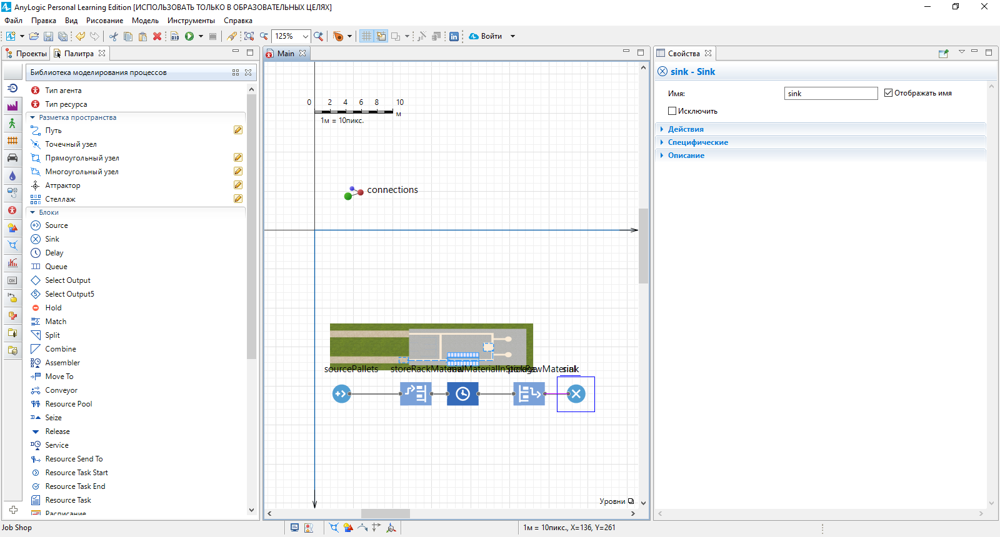 AnyLogic Personal Learning Edition [ИСПОЛЬЗОВАТЬ ТОЛЬКО В ОБРАЗОВАТЕЛЬНЫХ ЦЕЛЯХ]
Файл Правка Вид Рисование Модель Инструменты Справка
125% Войти
Проекты Палитра
Библиотека моделирования процессов
Тип агента
Тип ресурса
Разметка пространства
Путь
Точечный узел
Прямоугольный узел
Многоугольный узел
Аттрактор
Стеллаж
Блоки
Source
Sink
Delay
Queue
Select Output
Select Output5
Hold
Match
Split
Combine
Assembler
Move To
Conveyor
Resource Pool
Seize
Release
Service
Resource Send To
Resource Task Start
Resource Task End
Resource Task
Расписание
Main
0 2 4 6 8 10
м
1м = 10пикс.
connections
sourcePallets storeRackMaterial rawMaterialInStorage pickRawMaterial sink
Уровни
Свойства
sink - Sink
Имя: sink Отображать имя
Исключить
Действия
Специфические
Описание
Job Shop
1м = 10пикс., X=136, Y=261